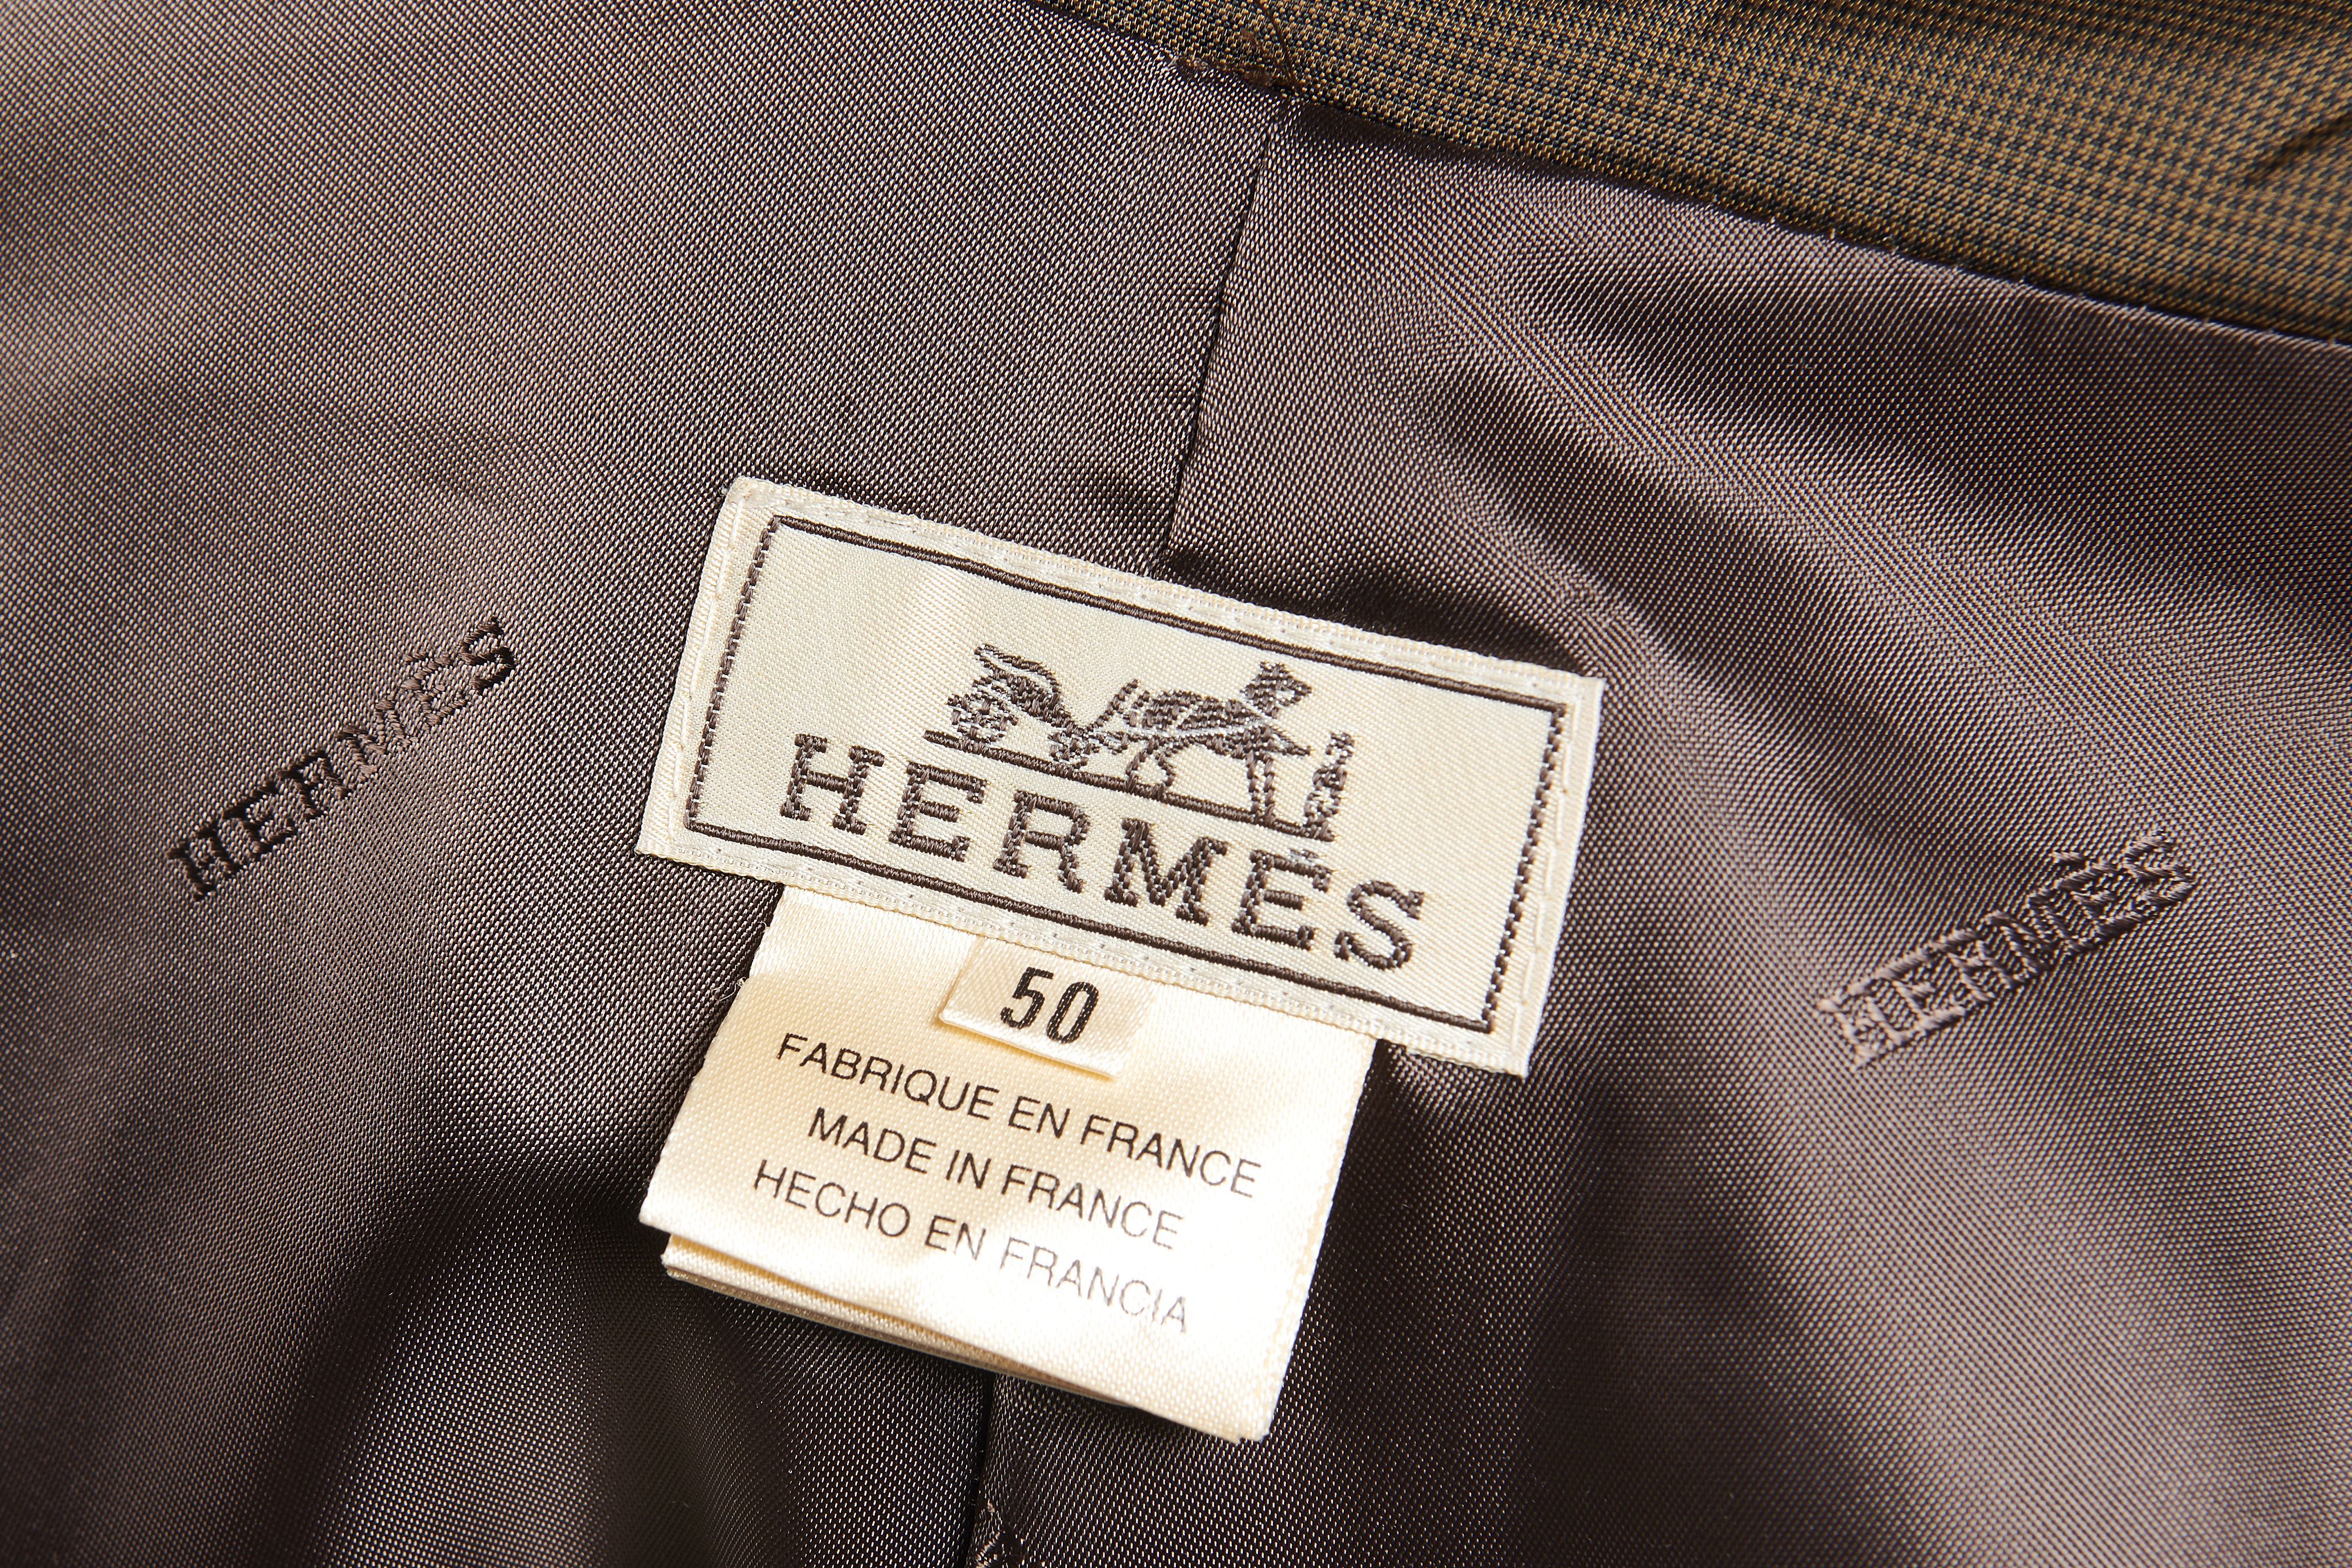 HERMÈS
HERMÈS
HERMÈS
50
FABRIQUE EN FRANCE
MADE IN FRANCE
HECHO EN FRANCIA